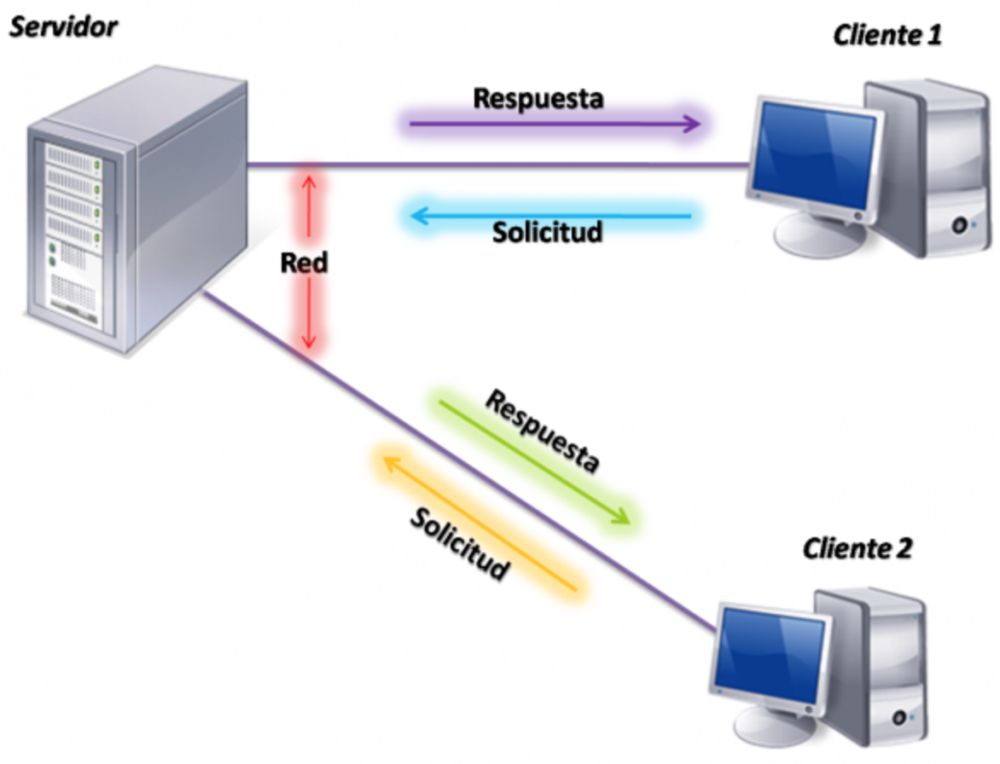 Servidor
Cliente 1
Respuesta
Solicitud
Red
Respuesta
Solicitud
Cliente 2